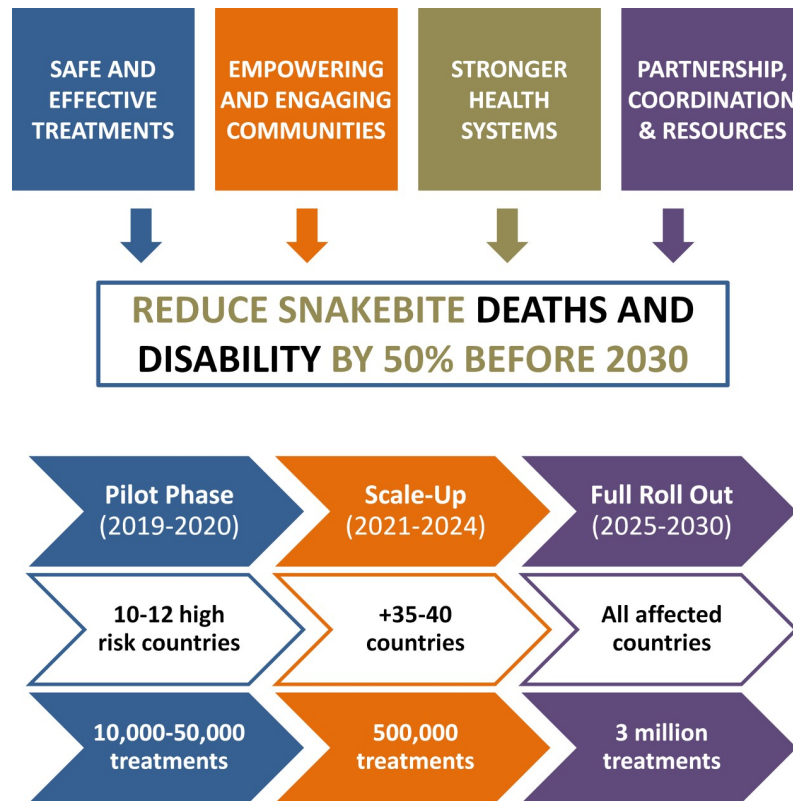 SAFE AND
EFFECTIVE
TREATMENTS
EMPOWERING
AND ENGAGING
COMMUNITIES
STRONGER
HEALTH
SYSTEMS
PARTNERSHIP,
COORDINATION
& RESOURCES
REDUCE SNAKEBITE DEATHS AND
DISABILITY BY 50% BEFORE 2030
Pilot Phase
(2019-2020)
Scale-Up
(2021-2024)
Full Roll Out
(2025-2030)
10-12 high
risk countries
+35-40
countries
All affected
countries
10,000-50,000
treatments
500,000
treatments
3 million
treatments